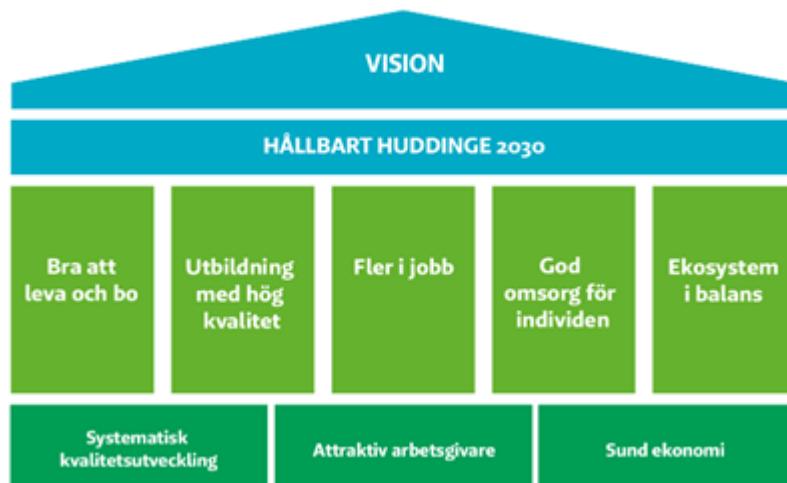 VISION
HÅLLBART HUDDINGE 2030
Bra att
leva och bo
Utbildning
med hög
kvalitet
Fler i jobb
God
omsorg för
individen
Ekosystem
i balans
Systematisk
kvalitetsutveckling
Attraktiv arbetsgivare
Sund ekonomi